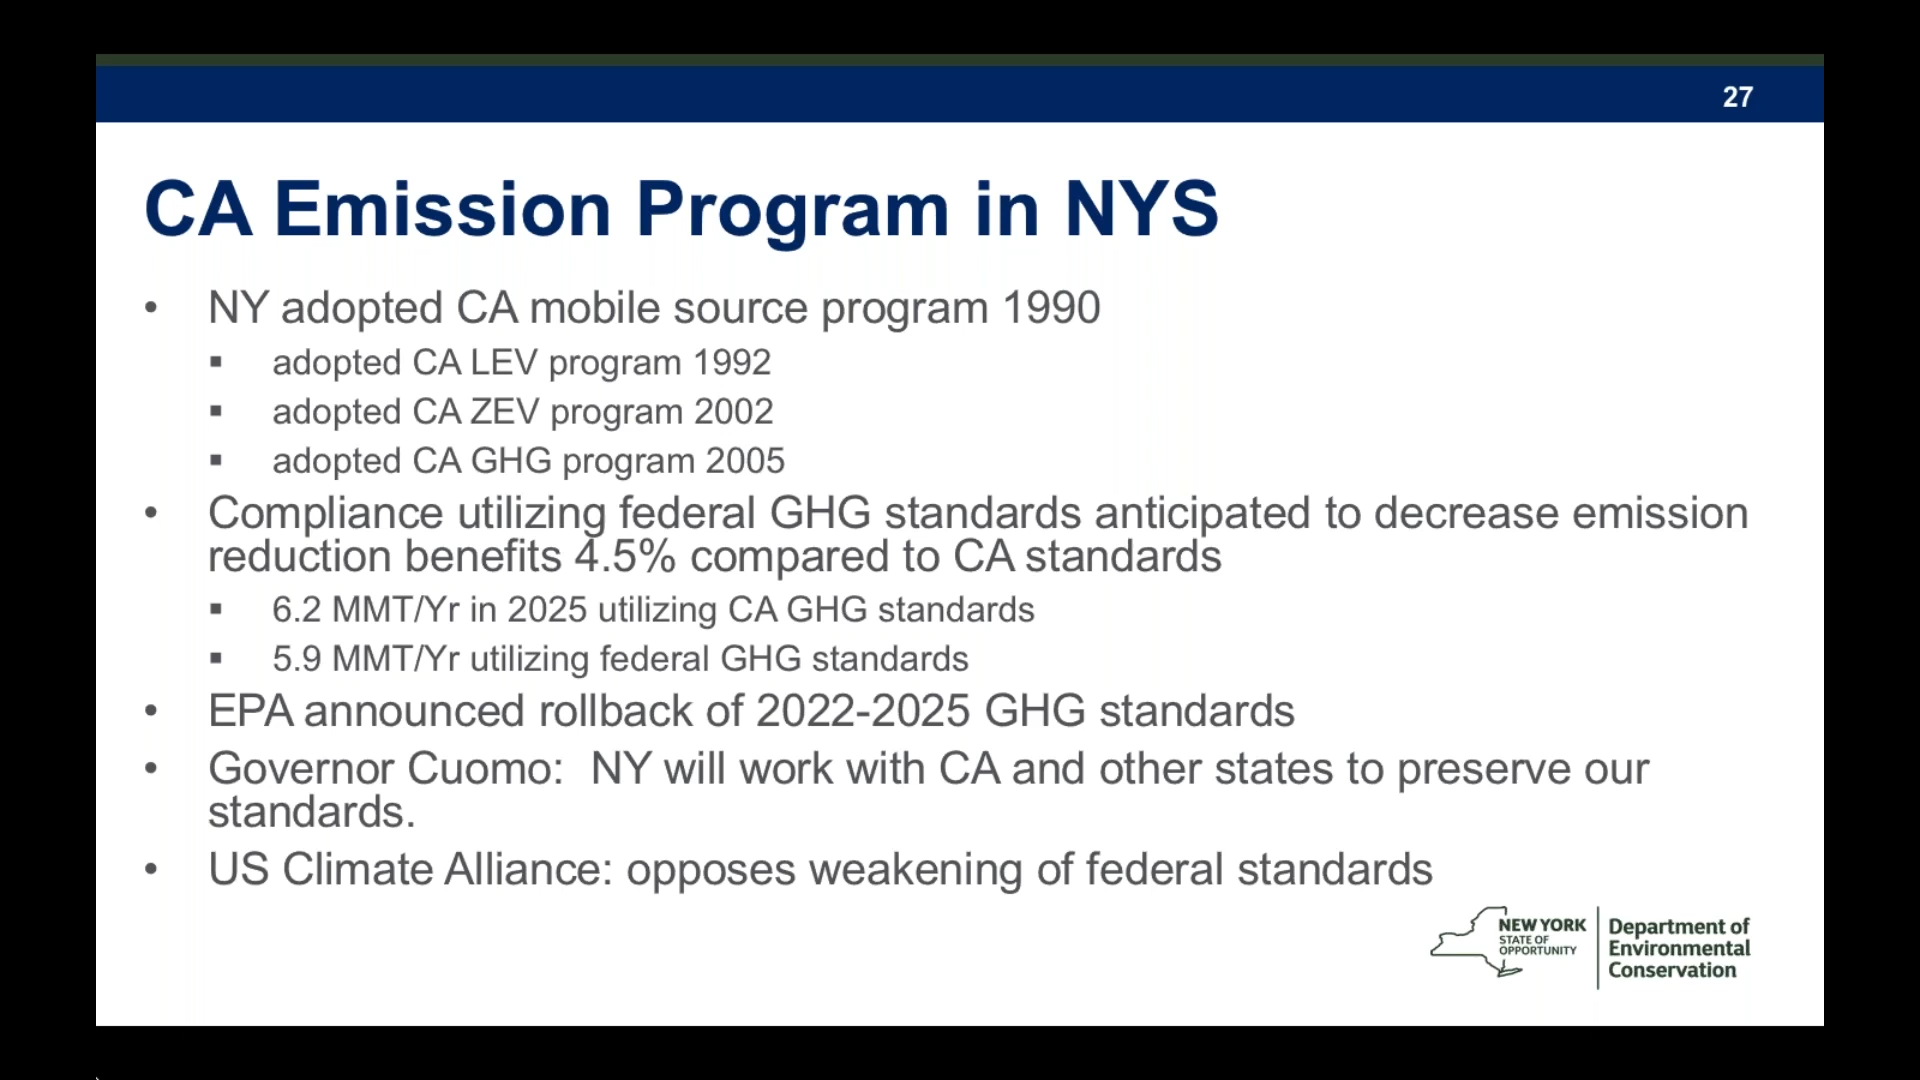 27
CA Emission Program in NYS
• NY adopted CA mobile source program 1990
▪ adopted CA LEV program 1992
▪ adopted CA ZEV program 2002
▪ adopted CA GHG program 2005
• Compliance utilizing federal GHG standards anticipated to decrease emission
reduction benefits 4.5% compared to CA standards
▪ 6.2 MMT/Yr in 2025 utilizing CA GHG standards
▪ 5.9 MMT/Yr utilizing federal GHG standards
• EPA announced rollback of 2022-2025 GHG standards
• Governor Cuomo:  NY will work with CA and other states to preserve our
standards.
• US Climate Alliance: opposes weakening of federal standards
NEW YORK
STATE OF
OPPORTUNITY
Department of
Environmental
Conservation